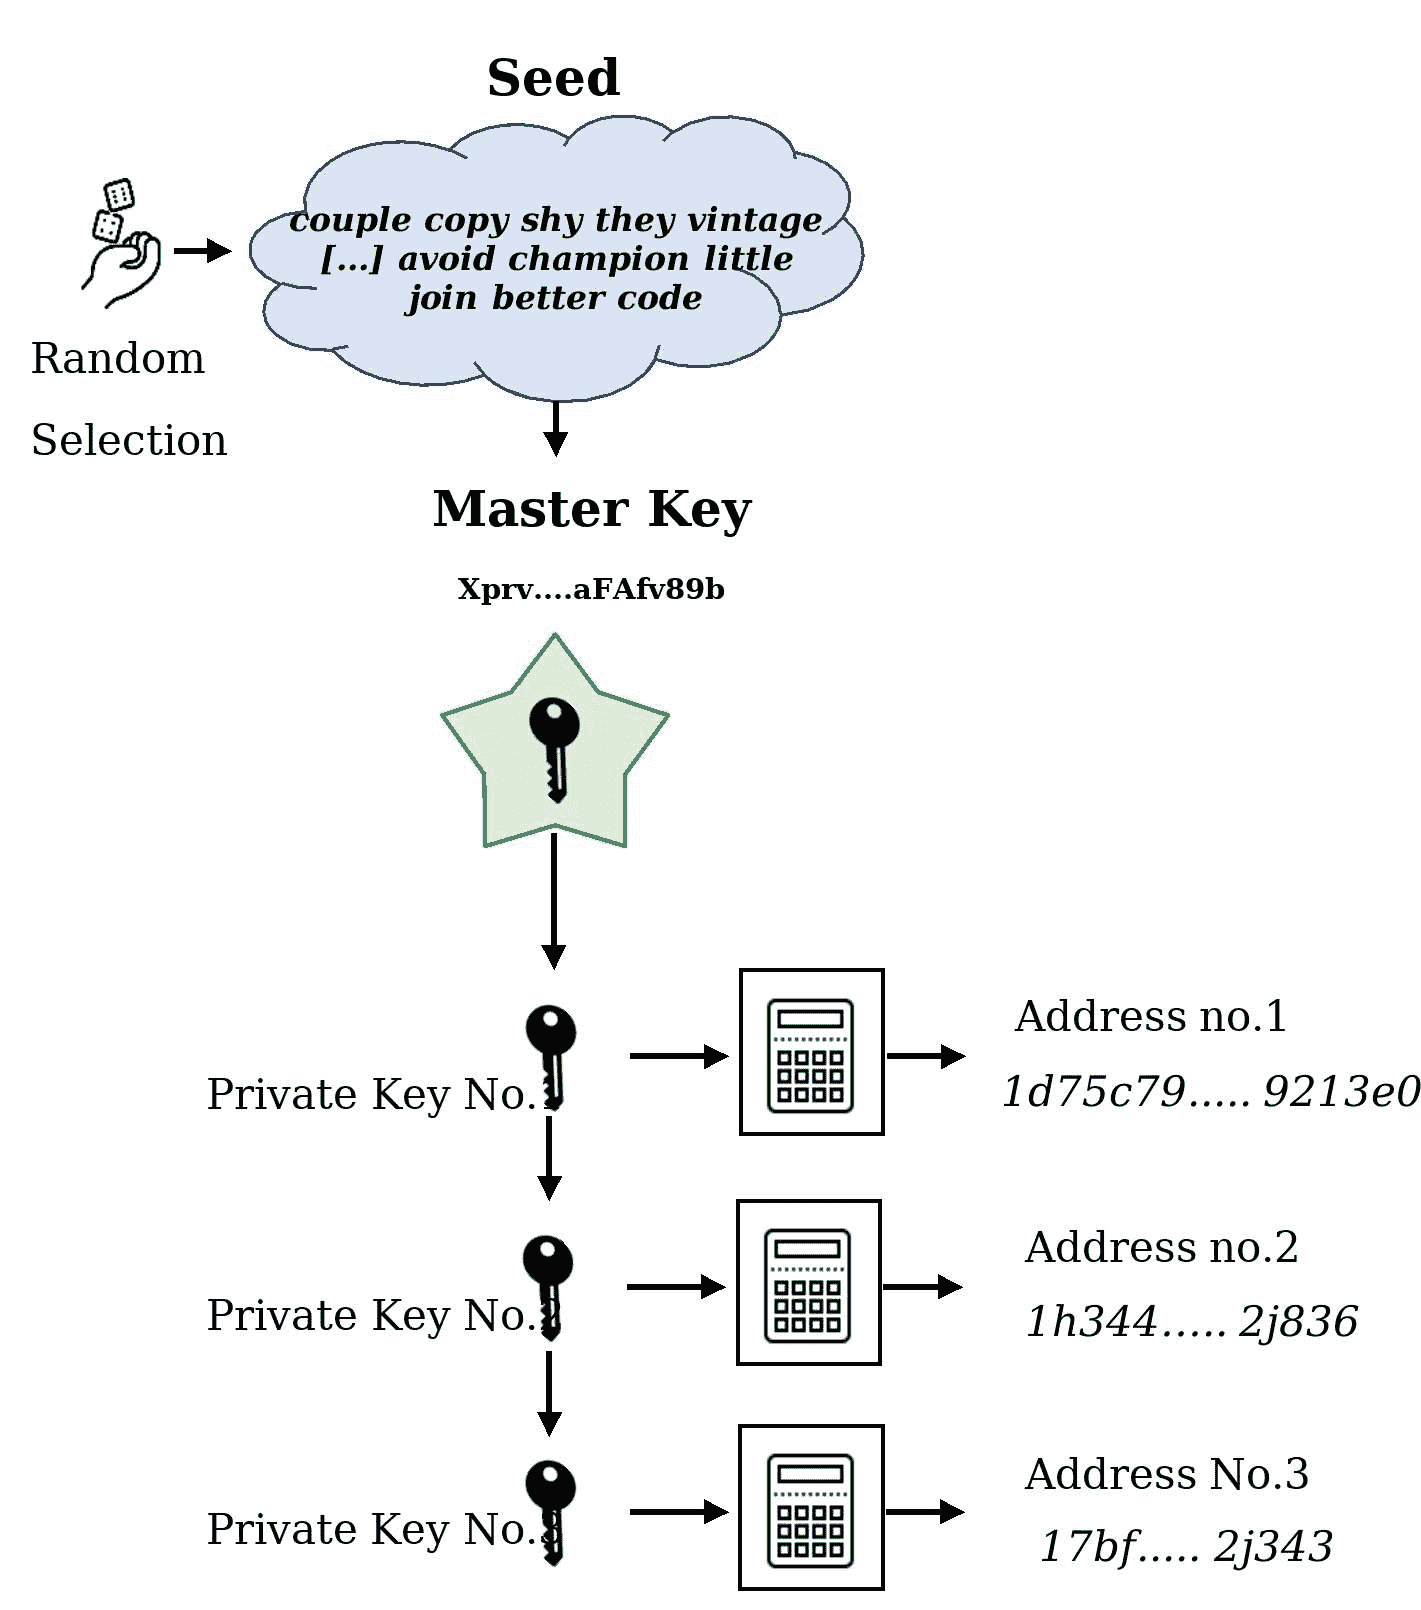 Seed
couple copy shy they vintage
[...] avoid champion little
join better code
Random
Selection
Master Key
Xprv....aFAfv89b
Private Key No.
Address no.1
1d75c79..... 9213e0
Private Key No.2
Address no.2
1h344..... 2j836
Private Key No.3
Address No.3
17bf..... 2j343